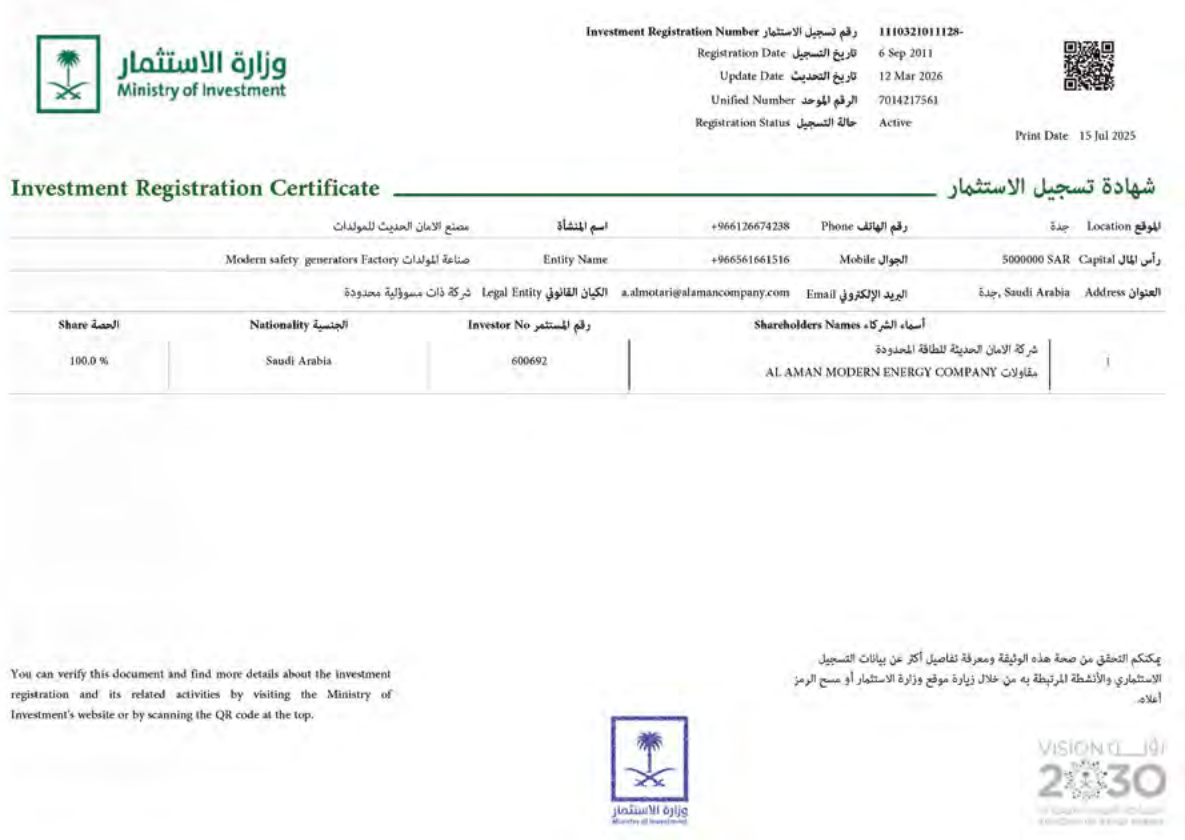 وزارة الاستثمار
Ministry of Investment
Investment Registration Number رقم تسجيل الاستثمار 1110321011128-
Registration Date تاريخ التسجيل 6 Sep 2011
Update Date تاريخ التحديث 12 Mar 2026
Unified Number الرقم الموحد 7014217561
Registration Status حالة التسجيل Active
Print Date 15 Jul 2025
Investment Registration Certificate شهادة تسجيل الاستثمار
الموقع Location جدة رقم الهاتف Phone +966126674238 اسم المنشأة مصنع الامان الحديث للمولدات
رأس المال Capital 5000000 SAR الجوال Mobile +966561661516 Entity Name صناعة المولدات Modern safety generators Factory
العنوان Address جدة, Saudi Arabia البريد الإلكتروني Email a.almotari@alamancompany.com الكيان القانوني Legal Entity شركة ذات مسؤولية محدودة
أسماء الشركاء Shareholders Names رقم المستثمر Investor No الجنسية Nationality الحصة Share
شركة الامان الحديثة للطاقة المحدودة
1 مقاولات AL AMAN MODERN ENERGY COMPANY 600692 Saudi Arabia 100.0 %
يمكنكم التحقق من صحة هذه الوثيقة ومعرفة تفاصيل أكثر عن بيانات التسجيل
الاستثماري والأنشطة المرتبطة به من خلال زيارة موقع وزارة الاستثمار أو مسح الرمز
أعلاه.
You can verify this document and find more details about the investment
registration and its related activities by visiting the Ministry of
Investment's website or by scanning the QR code at the top.
وزارة الاستثمار
Ministry of Investment
VISION رؤيــة
2030